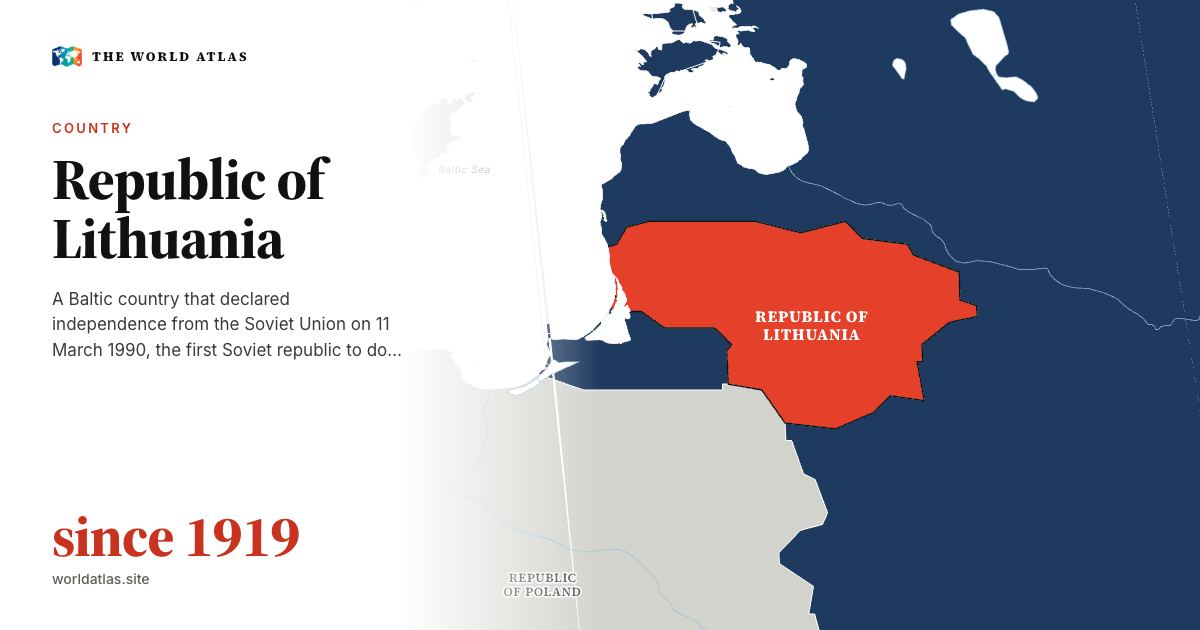 THE WORLD ATLAS
COUNTRY
Republic of
Lithuania
A Baltic country that declared
independence from the Soviet Union on 11
March 1990, the first Soviet republic to do...
since 1919
worldatlas.site
Baltic Sea
REPUBLIC OF
LITHUANIA
REPUBLIC
OF POLAND